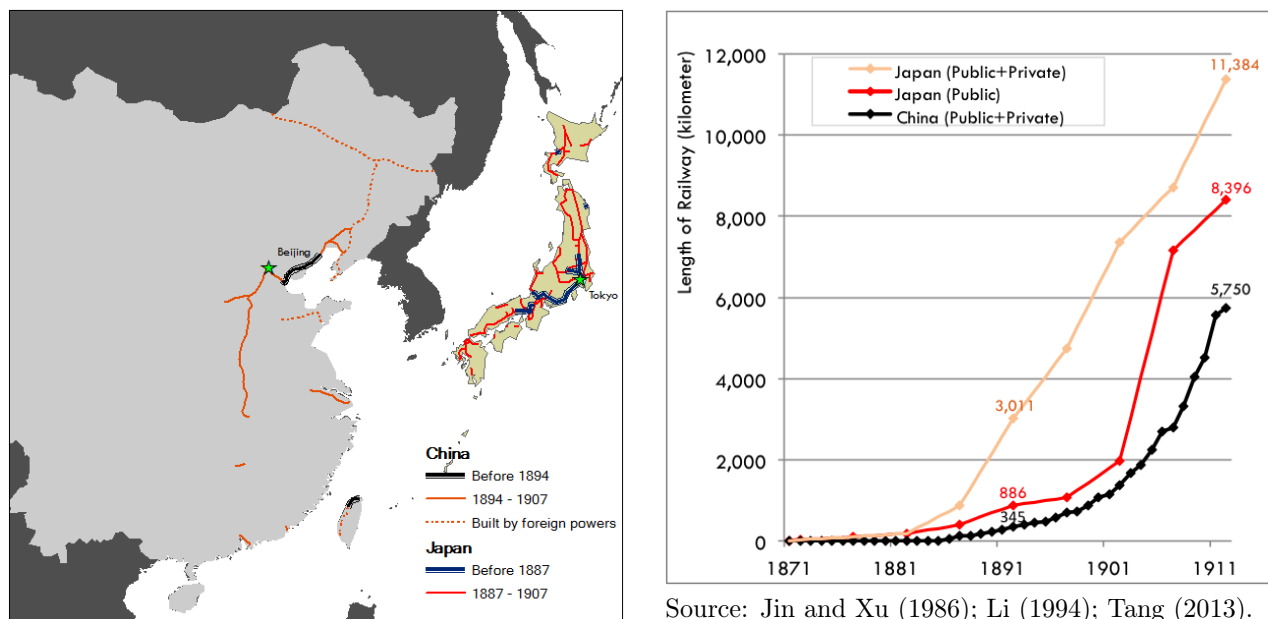 Beijing
Tokyo
China
Before 1894
1894 - 1907
Built by foreign powers
Japan
Before 1887
1887 - 1907
12,000
10,000
8,000
6,000
4,000
2,000
0
Length of Railway (kilometer)
Japan (Public+Private)
Japan (Public)
China (Public+Private)
11,384
8,396
5,750
3,011
886
345
1871
1881
1891
1901
1911
Source: Jin and Xu (1986); Li (1994); Tang (2013).